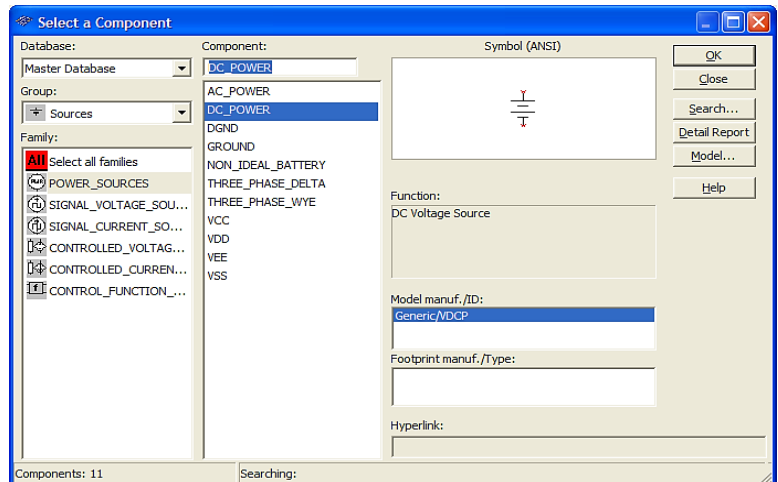 Select a Component
Database:
Master Database
Group:
Sources
Family:
All Select all families
POWER_SOURCES
SIGNAL_VOLTAGE_SOU...
SIGNAL_CURRENT_SO...
CONTROLLED_VOLTAG...
CONTROLLED_CURREN...
CONTROL_FUNCTION_...
Component:
DC_POWER
AC_POWER
DC_POWER
DGND
GROUND
NON_IDEAL_BATTERY
THREE_PHASE_DELTA
THREE_PHASE_WYE
VCC
VDD
VEE
VSS
Symbol (ANSI)
Function:
DC Voltage Source
Model manuf./ID:
Generic/VDCP
Footprint manuf./Type:
Hyperlink:
OK
Close
Search...
Detail Report
Model...
Help
Components: 11
Searching: